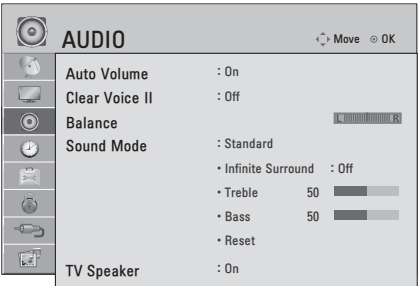 AUDIO Move OK
Auto Volume : On
Clear Voice II : Off
Balance L R
Sound Mode : Standard
• Infinite Surround : Off
• Treble 50
• Bass 50
• Reset
TV Speaker : On